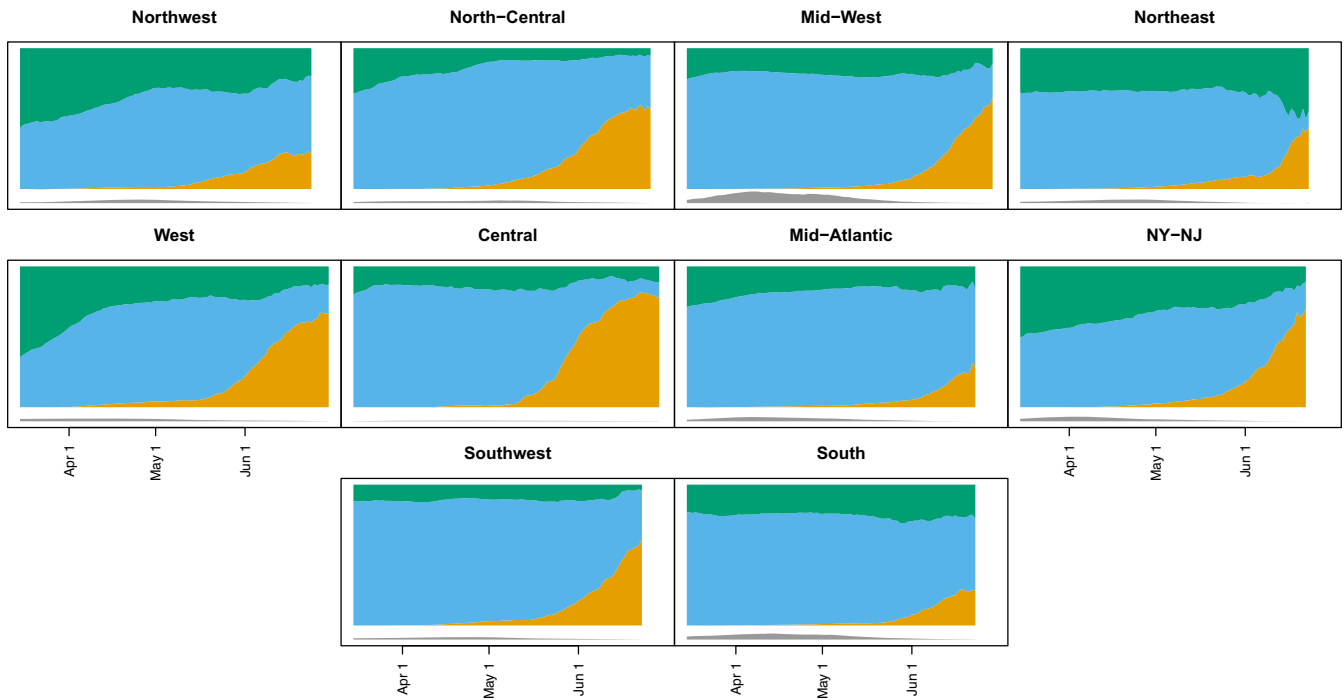 Northwest
North−Central
Mid−West
Northeast
West
Central
Mid−Atlantic
NY−NJ
Apr 1
May 1
Jun 1
Apr 1
May 1
Jun 1
Southwest
South
Apr 1
May 1
Jun 1
Apr 1
May 1
Jun 1